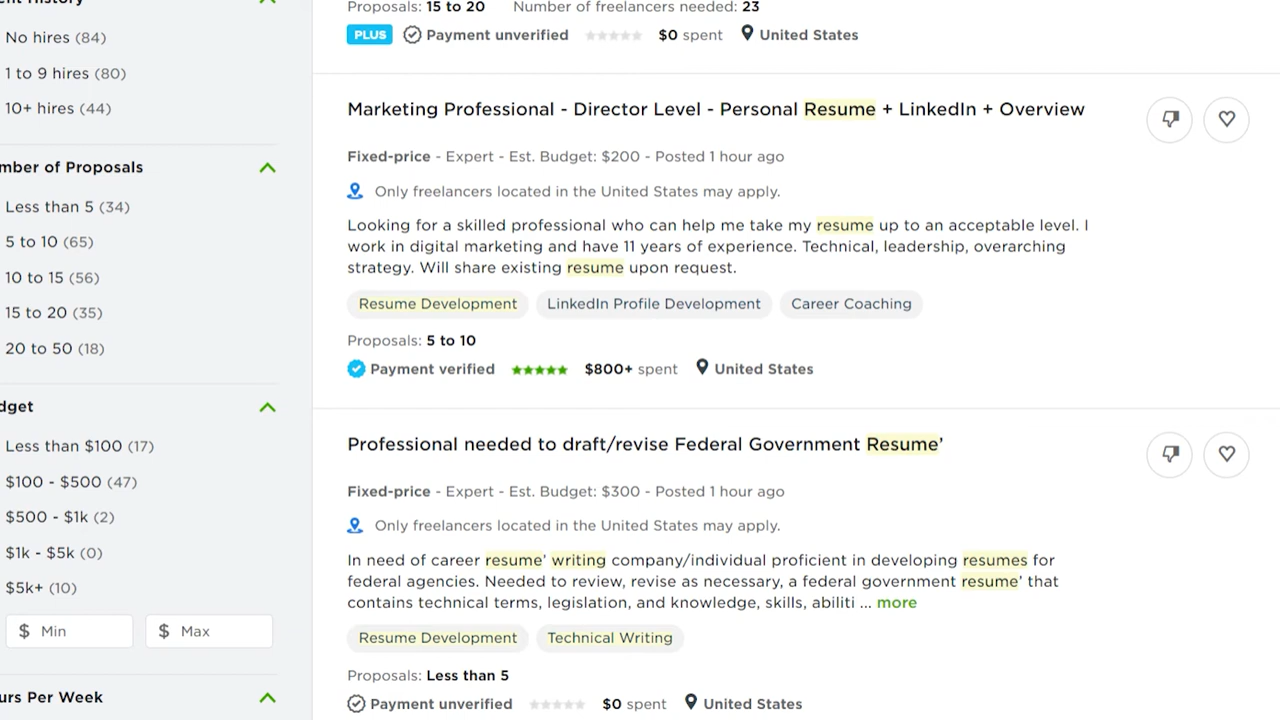 ent History
No hires (84)
1 to 9 hires (80)
10+ hires (44)
mber of Proposals
Less than 5 (34)
5 to 10 (65)
10 to 15 (56)
15 to 20 (35)
20 to 50 (18)
dget
Less than $100 (17)
$100 - $500 (47)
$500 - $1k (2)
$1k - $5k (0)
$5k+ (10)
$ Min $ Max
urs Per Week
Proposals: 15 to 20 Number of freelancers needed: 23
PLUS Payment unverified $0 spent United States
Marketing Professional - Director Level - Personal Resume + LinkedIn + Overview
Fixed-price - Expert - Est. Budget: $200 - Posted 1 hour ago
Only freelancers located in the United States may apply.
Looking for a skilled professional who can help me take my resume up to an acceptable level. I
work in digital marketing and have 11 years of experience. Technical, leadership, overarching
strategy. Will share existing resume upon request.
Resume Development LinkedIn Profile Development Career Coaching
Proposals: 5 to 10
Payment verified $800+ spent United States
Professional needed to draft/revise Federal Government Resume’
Fixed-price - Expert - Est. Budget: $300 - Posted 1 hour ago
Only freelancers located in the United States may apply.
In need of career resume’ writing company/individual proficient in developing resumes for
federal agencies. Needed to review, revise as necessary, a federal government resume’ that
contains technical terms, legislation, and knowledge, skills, abiliti ... more
Resume Development Technical Writing
Proposals: Less than 5
Payment unverified $0 spent United States